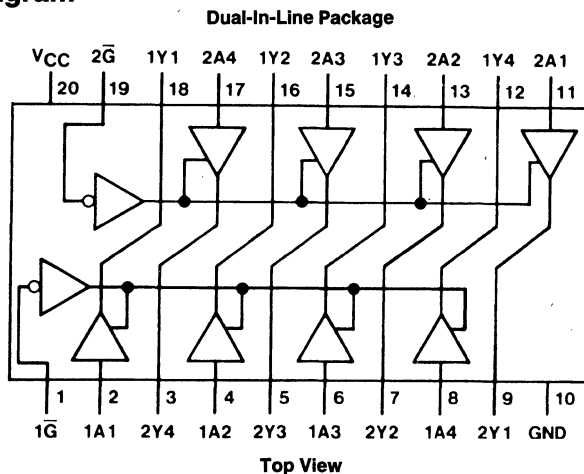 Dual-In-Line Package
VCC 2G̅ 1Y1 2A4 1Y2 2A3 1Y3 2A2 1Y4 2A1
20 19 18 17 16 15 14 13 12 11
1 2 3 4 5 6 7 8 9 10
1G̅ 1A1 2Y4 1A2 2Y3 1A3 2Y2 1A4 2Y1 GND
Top View